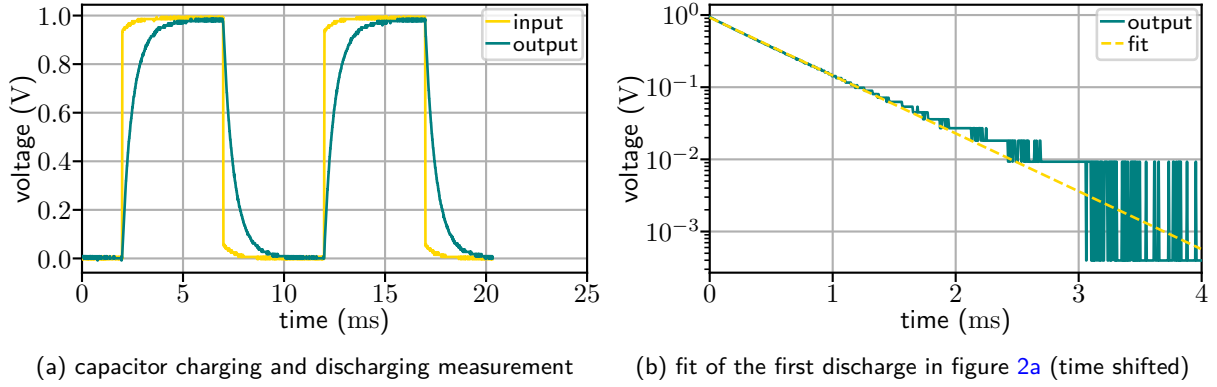 input
output
1.0
0.8
0.6
0.4
0.2
0.0
voltage (V)
0 5 10 15 20 25
time (ms)
(a) capacitor charging and discharging measurement
output
fit
10⁰
10⁻¹
10⁻²
10⁻³
voltage (V)
0 1 2 3 4
time (ms)
(b) fit of the first discharge in figure 2a (time shifted)